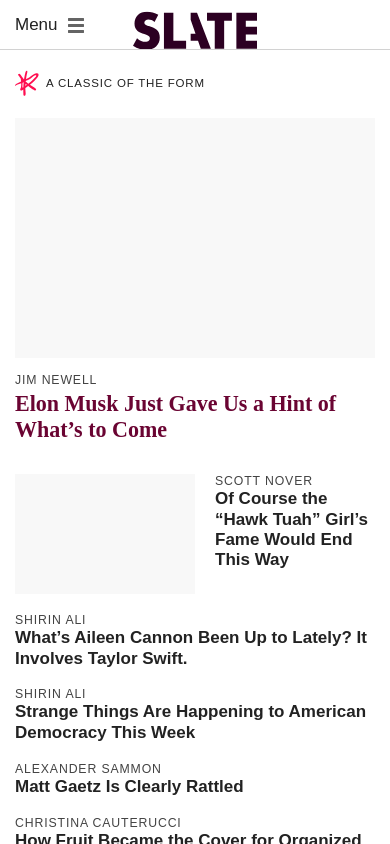 Menu
SLATE
A CLASSIC OF THE FORM
JIM NEWELL
Elon Musk Just Gave Us a Hint of
What’s to Come
SCOTT NOVER
Of Course the
“Hawk Tuah” Girl’s
Fame Would End
This Way
SHIRIN ALI
What’s Aileen Cannon Been Up to Lately? It
Involves Taylor Swift.
SHIRIN ALI
Strange Things Are Happening to American
Democracy This Week
ALEXANDER SAMMON
Matt Gaetz Is Clearly Rattled
CHRISTINA CAUTERUCCI
How Fruit Became the Cover for Organized